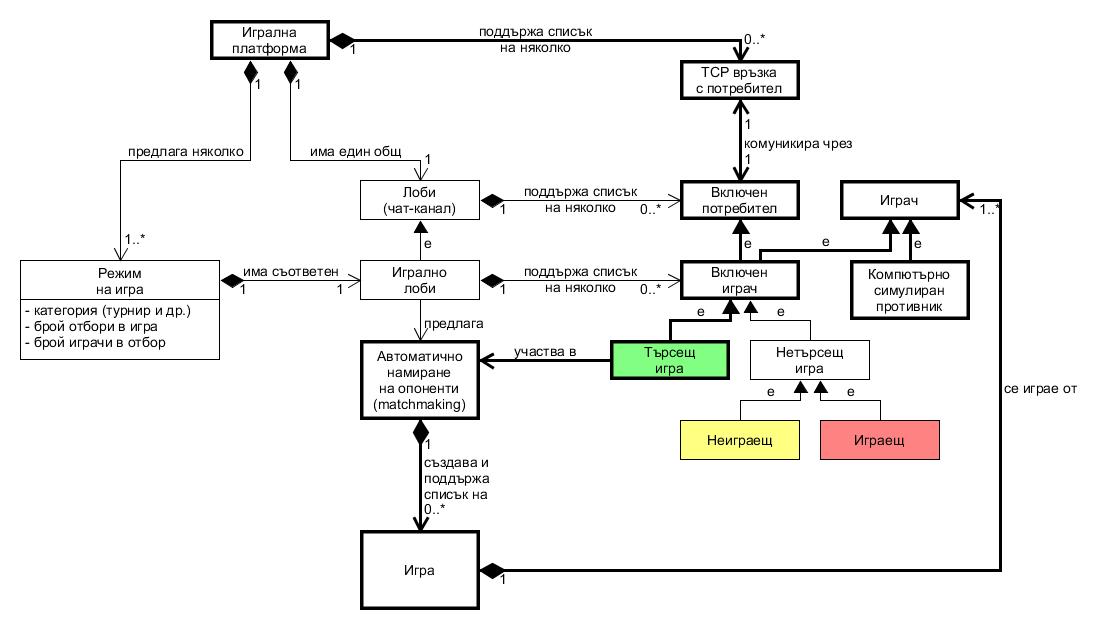 Игрална
платформа
1
1
1
поддържа списък
на няколко
0..*
TCP връзка
с потребител
1
комуникира чрез
1
предлага няколко
има един общ
1
Лоби
(чат-канал)
1
поддържа списък
на няколко
0..*
Включен
потребител
Играч
1..*
1..*
е
е
е
е
Режим
на игра
- категория (турнир и др.)
- брой отбори в игра
- брой играчи в отбор
1
има съответен
1
Игрално
лоби
1
поддържа списък
на няколко
0..*
Включен
играч
Компютърно
симулиран
противник
предлага
е
е
Автоматично
намиране
на опоненти
(matchmaking)
участва в
Търсещ
игра
Нетърсещ
игра
се играе от
е
е
Неиграещ
Играещ
1
създава и
поддържа
списък на
0..*
Игра
1